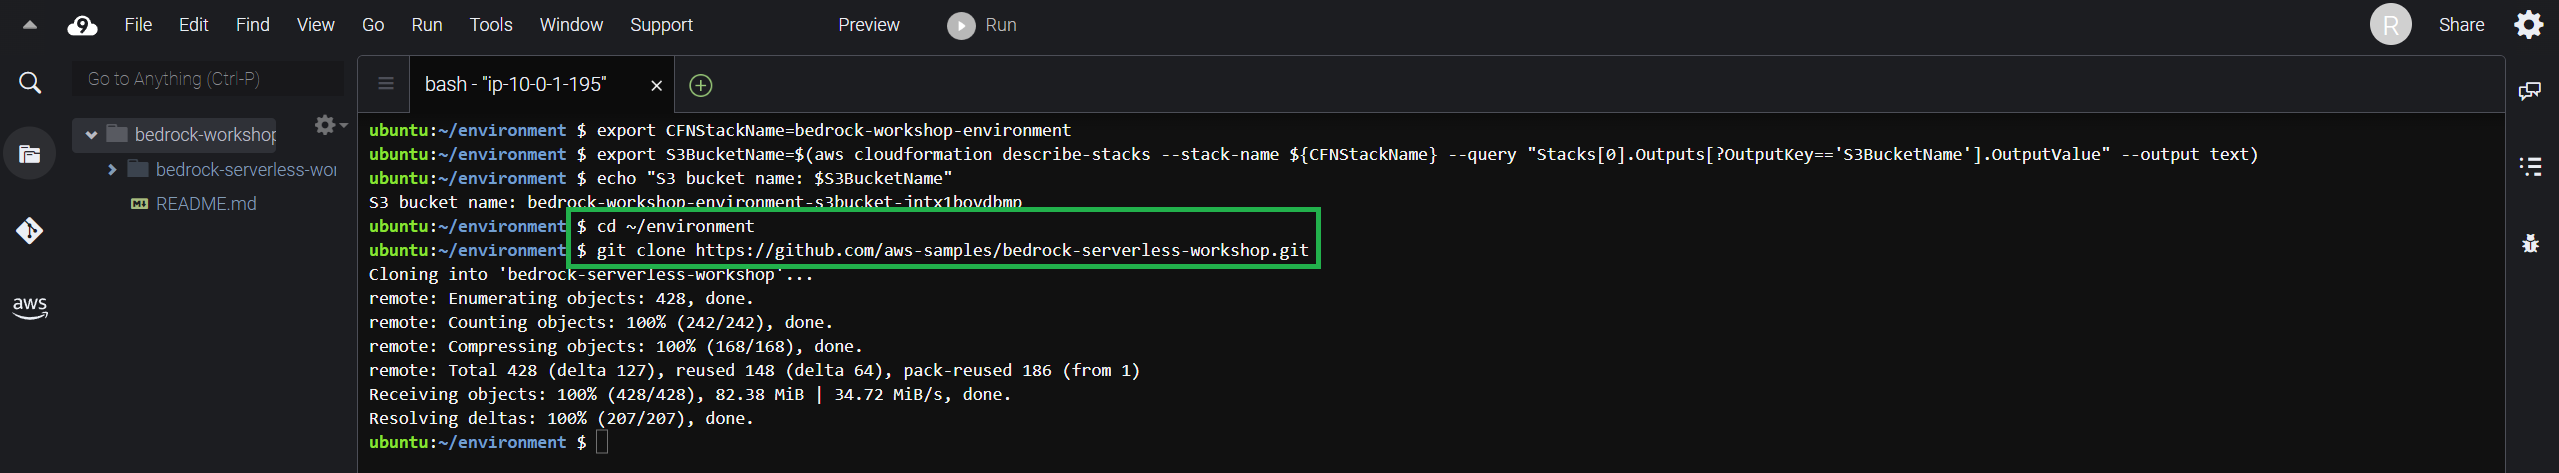 9 File Edit Find View Go Run Tools Window Support Preview Run R Share
Go to Anything (Ctrl-P)
bash - "ip-10-0-1-195"
bedrock-workshop
bedrock-serverless-wor
README.md
aws
ubuntu:~/environment $ export CFNStackName=bedrock-workshop-environment
ubuntu:~/environment $ export S3BucketName=$(aws cloudformation describe-stacks --stack-name ${CFNStackName} --query "Stacks[0].Outputs[?OutputKey=='S3BucketName'].OutputValue" --output text)
ubuntu:~/environment $ echo "S3 bucket name: $S3BucketName"
S3 bucket name: bedrock-workshop-environment-s3bucket-intx1bovdbmp
ubuntu:~/environment $ cd ~/environment
ubuntu:~/environment $ git clone https://github.com/aws-samples/bedrock-serverless-workshop.git
Cloning into 'bedrock-serverless-workshop'...
remote: Enumerating objects: 428, done.
remote: Counting objects: 100% (242/242), done.
remote: Compressing objects: 100% (168/168), done.
remote: Total 428 (delta 127), reused 148 (delta 64), pack-reused 186 (from 1)
Receiving objects: 100% (428/428), 82.38 MiB | 34.72 MiB/s, done.
Resolving deltas: 100% (207/207), done.
ubuntu:~/environment $